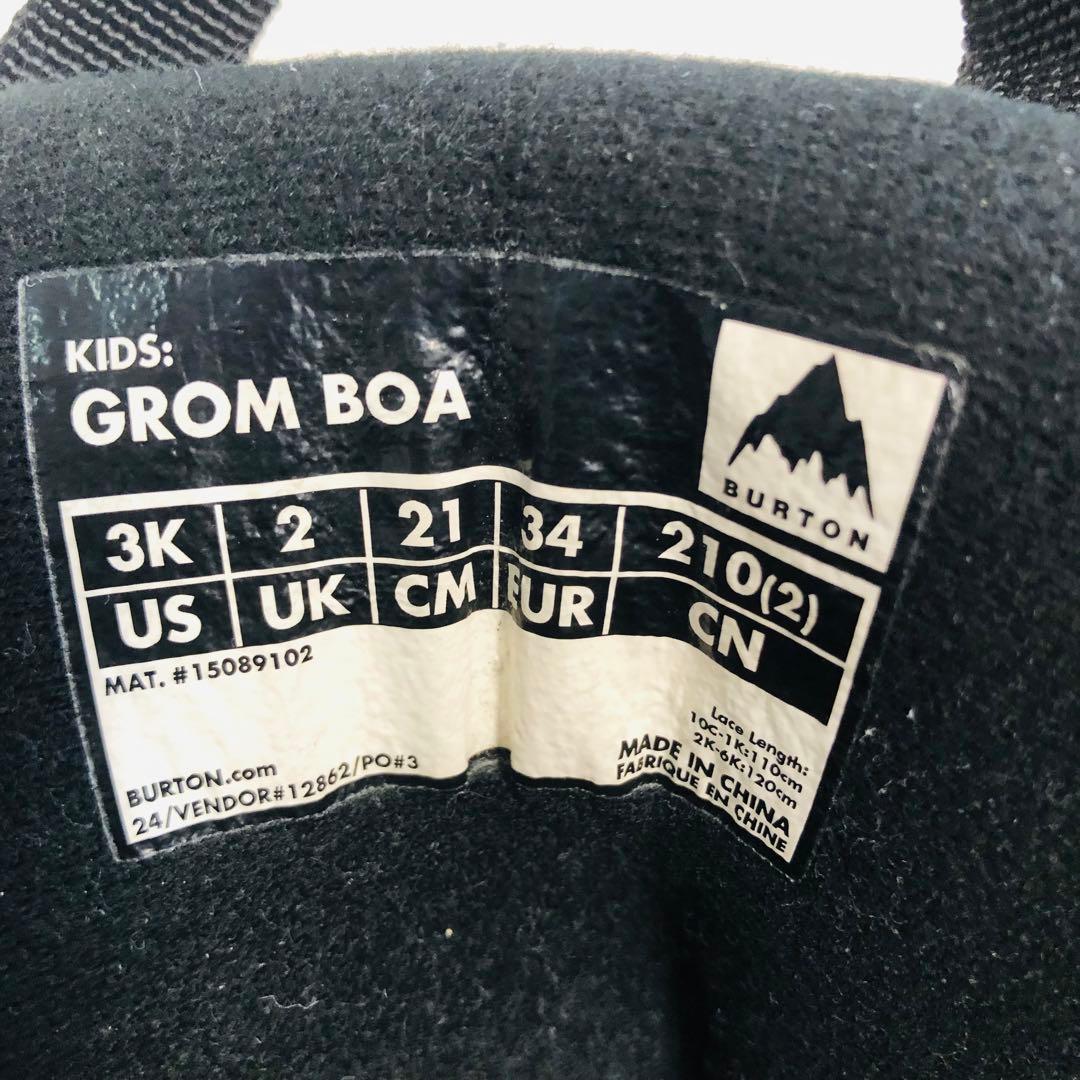 KIDS:
GROM BOA
BURTON
3K 2 21 34 210(2)
US UK CM EUR CN
MAT. #15089102
Lace Length:
10C-1K:110cm
2K-6K:120cm
BURTON.com
24/VENDOR#12862/PO#3
MADE IN CHINA
FABRIQUE EN CHINE